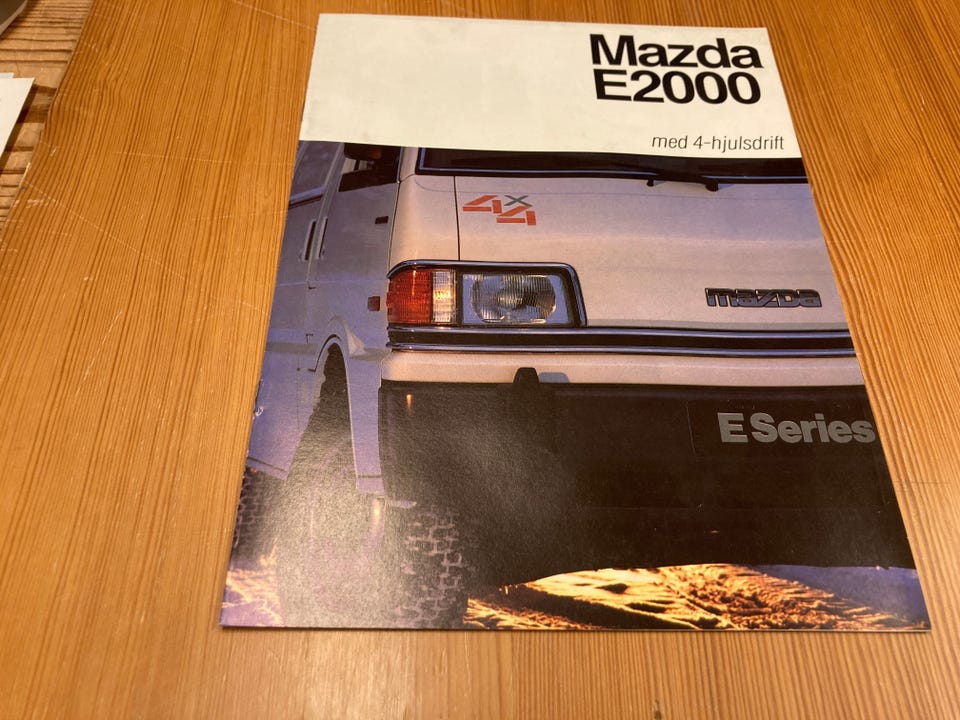 Mazda
E2000
med 4-hjulsdrift
4x4
mazda
E Series